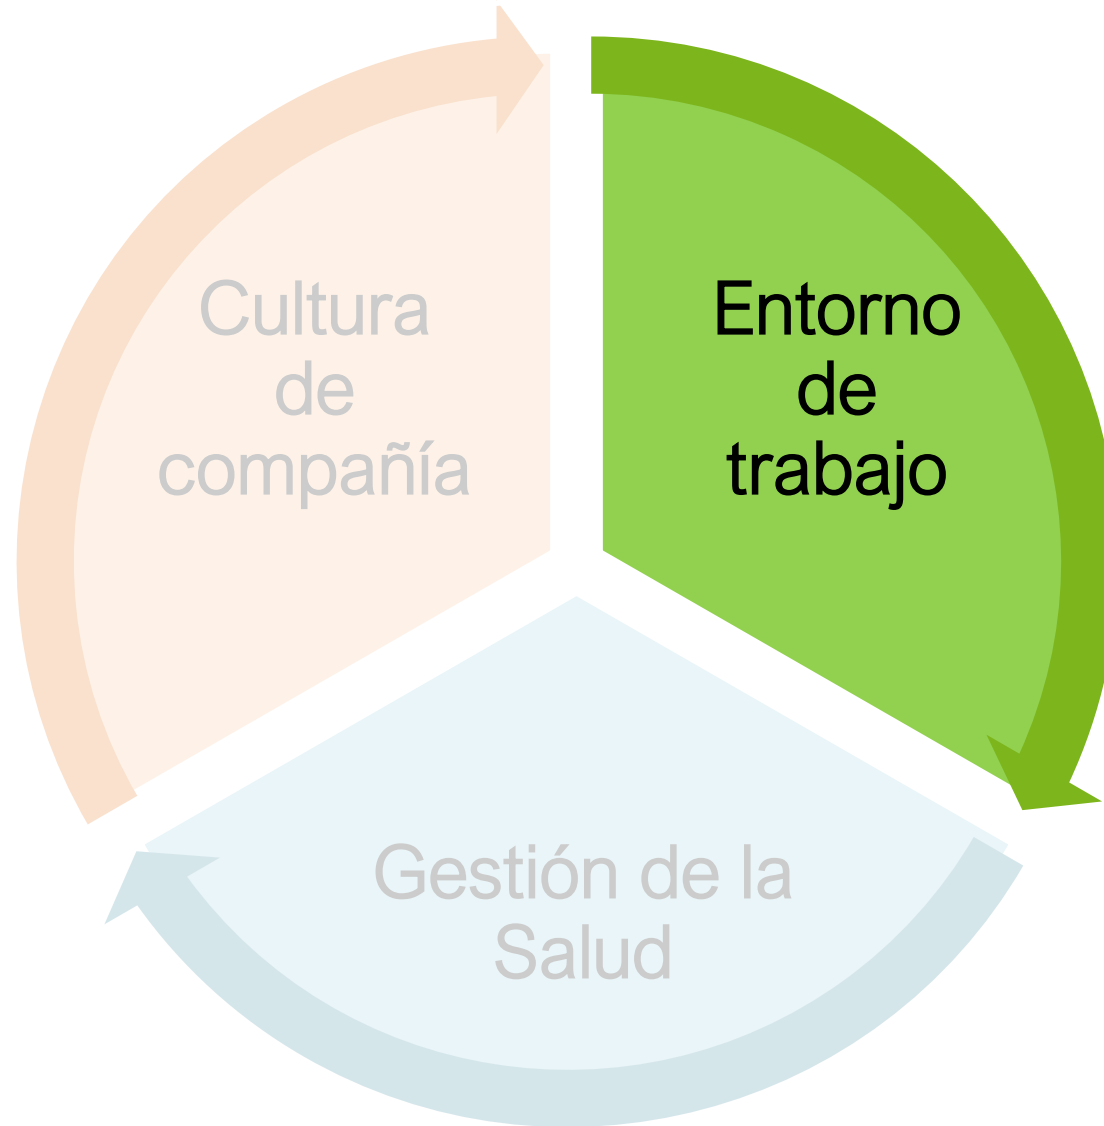 Cultura
de
compañía
Entorno
de
trabajo
Gestión de la
Salud